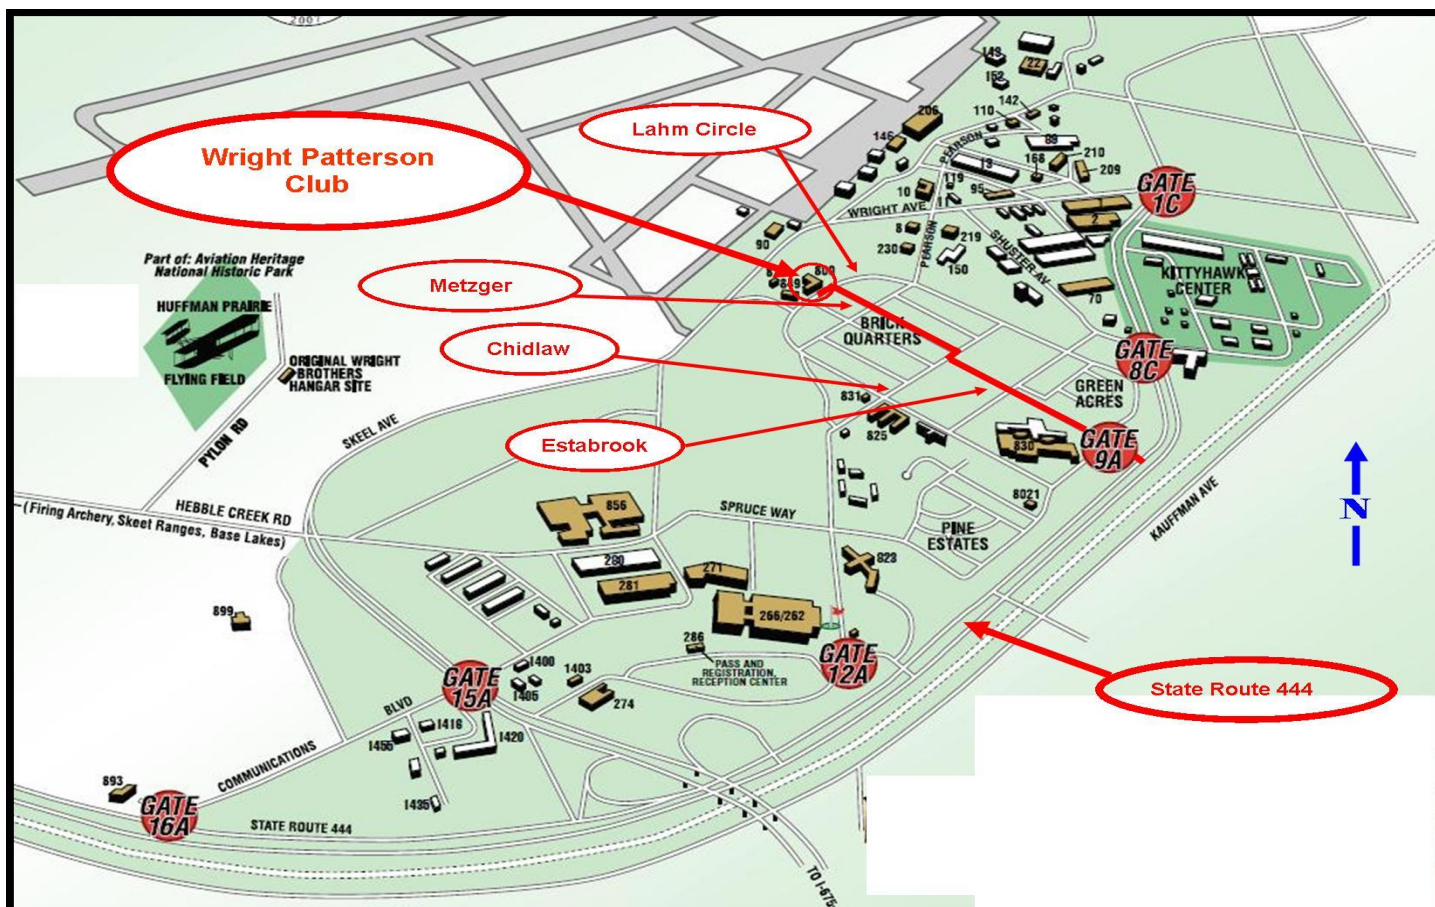 2007
Wright Patterson
Club
Lahm Circle
Metzger
Chidlaw
Estabrook
State Route 444
143
152
22
206
110
142
146
PEARSON
89
13
168
210
209
119
95
10
11
WRIGHT AVE
2
GATE
1C
90
8
230
219
PEARSON
150
SHUSTER AV
KITTYHAWK
CENTER
70
Part of: Aviation Heritage
National Historic Park
HUFFMAN PRAIRIE
FLYING FIELD
ORIGINAL WRIGHT
BROTHERS
HANGAR SITE
PYLON RD
800
BRICK
QUARTERS
GATE
8C
GREEN
ACRES
831
825
830
GATE
9A
SKEEL AVE
HEBBLE CREEK RD
(Firing Archery, Skeet Ranges, Base Lakes)
856
SPRUCE WAY
8021
PINE
ESTATES
KAUFFMAN AVE
N
280
281
271
823
266/262
899
286
PASS AND
REGISTRATION,
RECEPTION CENTER
GATE
12A
GATE
15A
1400
1403
1405
274
BLVD
1416
1455
1420
COMMUNICATIONS
893
GATE
16A
1435
STATE ROUTE 444
TO I-675